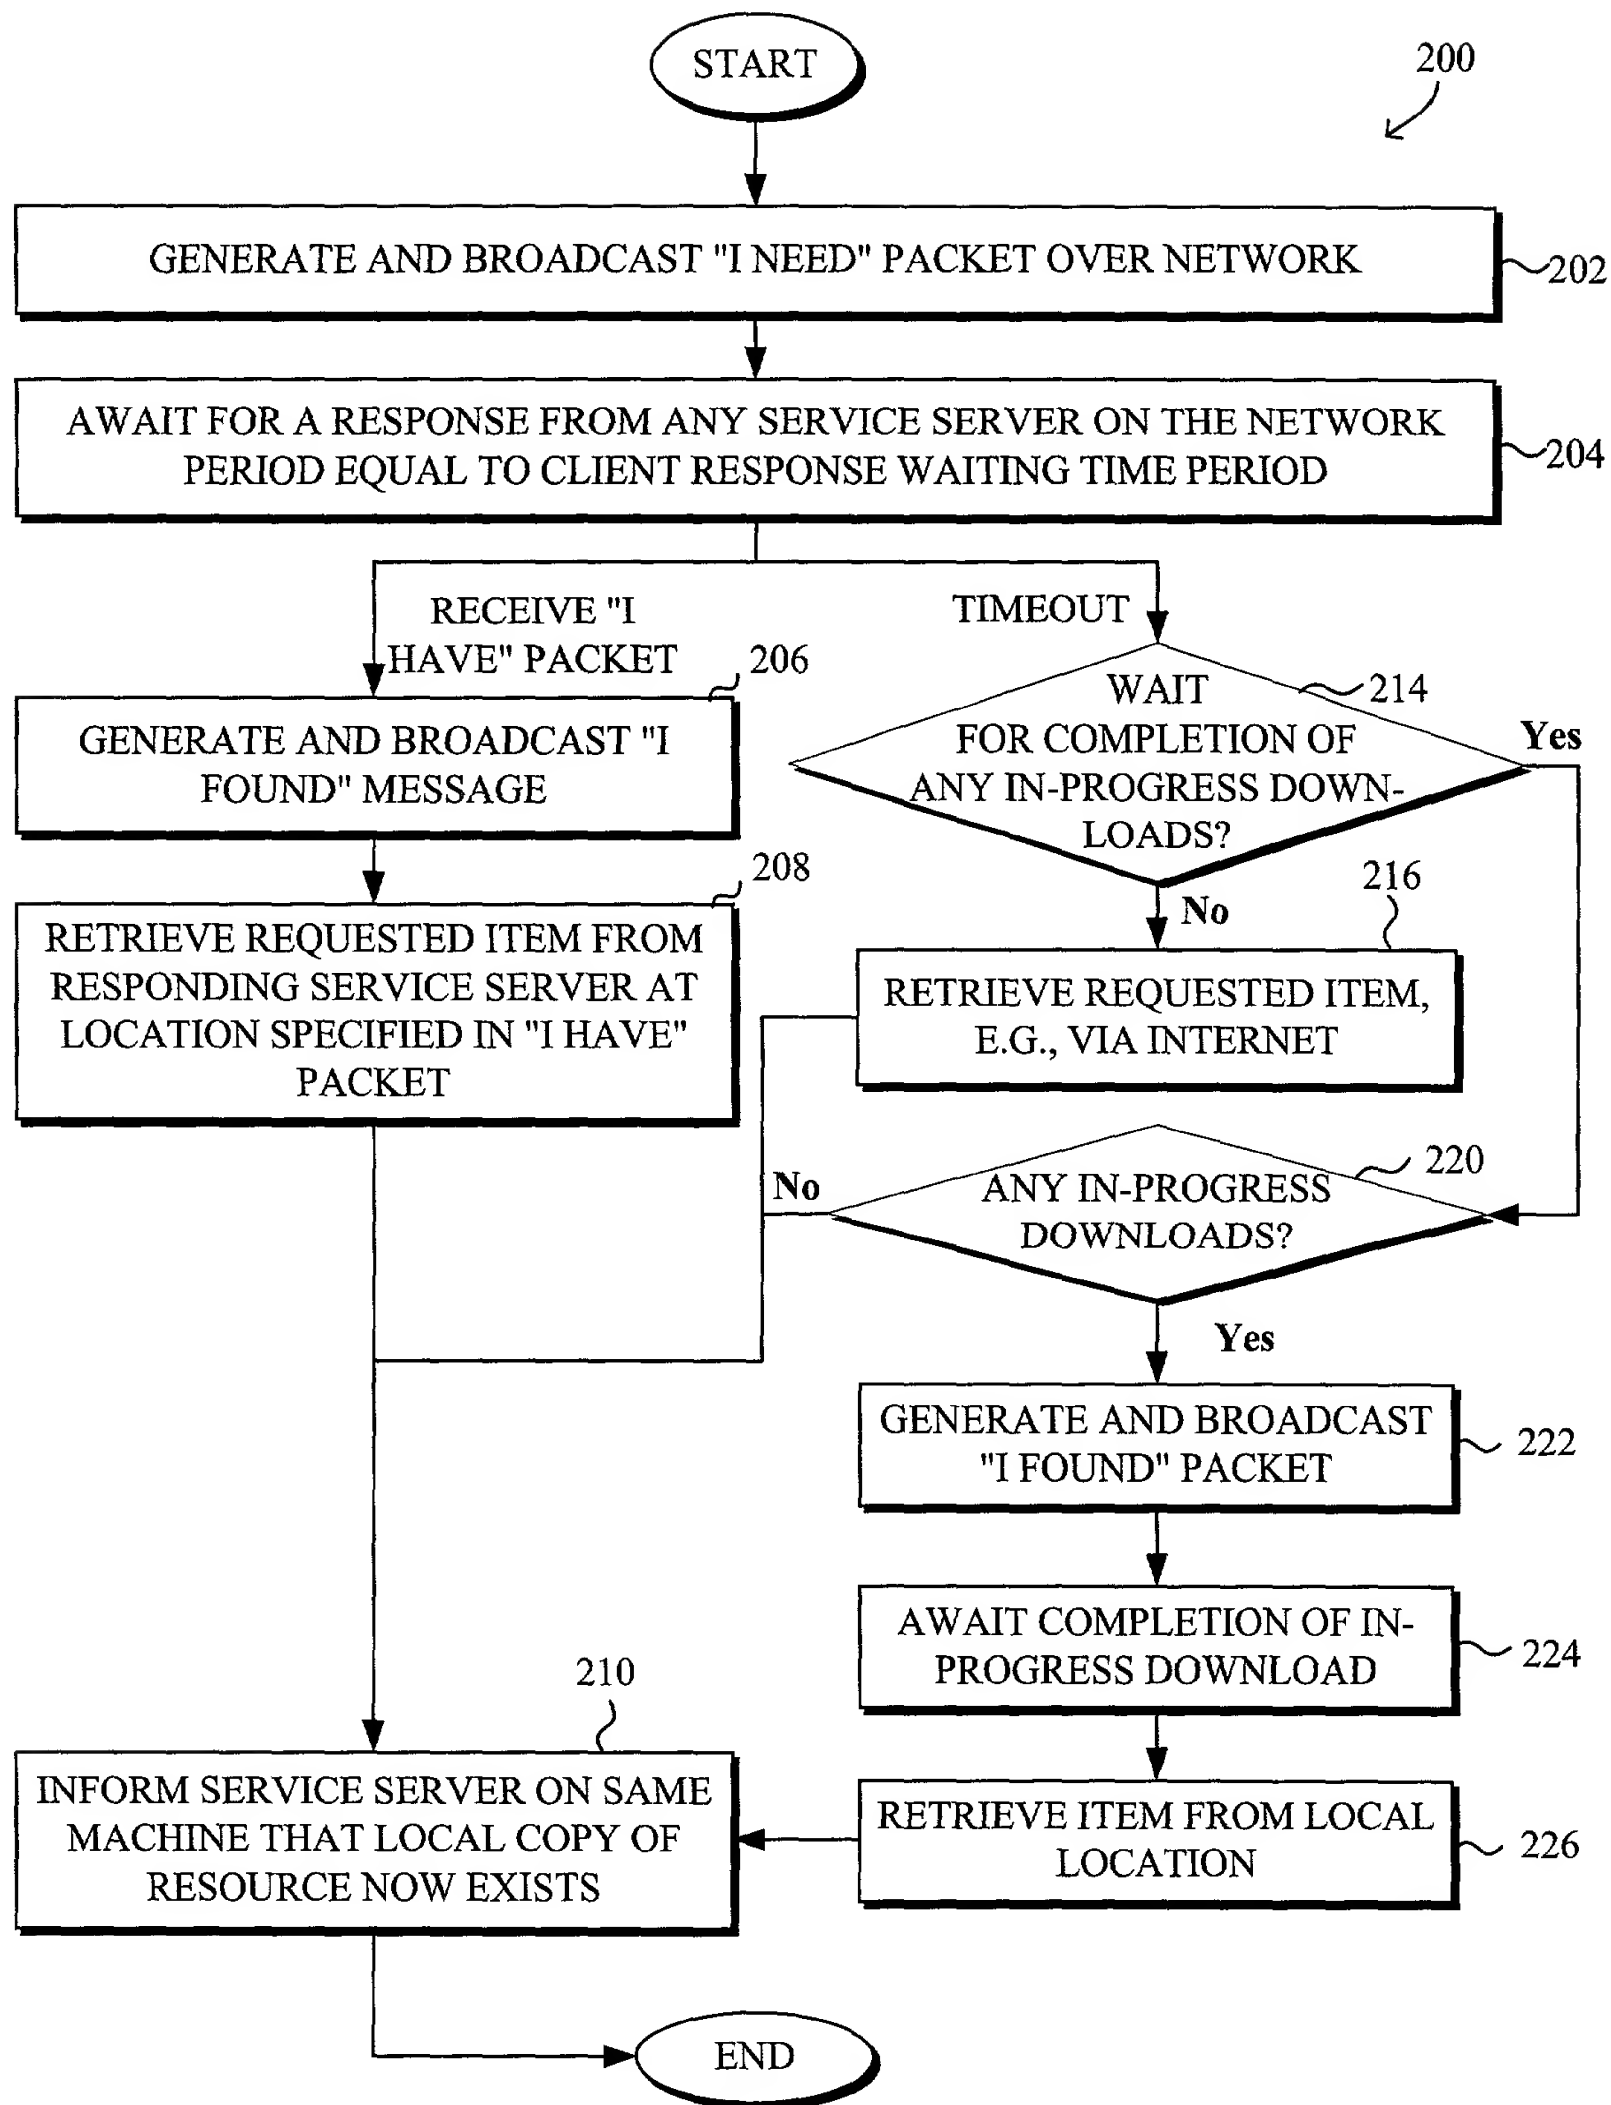 START
200
GENERATE AND BROADCAST "I NEED" PACKET OVER NETWORK
202
AWAIT FOR A RESPONSE FROM ANY SERVICE SERVER ON THE NETWORK
PERIOD EQUAL TO CLIENT RESPONSE WAITING TIME PERIOD
204
RECEIVE "I
HAVE" PACKET
TIMEOUT
206
GENERATE AND BROADCAST "I
FOUND" MESSAGE
214
WAIT
FOR COMPLETION OF
ANY IN-PROGRESS DOWN-
LOADS?
Yes
No
208
RETRIEVE REQUESTED ITEM FROM
RESPONDING SERVICE SERVER AT
LOCATION SPECIFIED IN "I HAVE"
PACKET
216
RETRIEVE REQUESTED ITEM,
E.G., VIA INTERNET
220
ANY IN-PROGRESS
DOWNLOADS?
No
Yes
GENERATE AND BROADCAST
"I FOUND" PACKET
222
AWAIT COMPLETION OF IN-
PROGRESS DOWNLOAD
224
210
INFORM SERVICE SERVER ON SAME
MACHINE THAT LOCAL COPY OF
RESOURCE NOW EXISTS
RETRIEVE ITEM FROM LOCAL
LOCATION
226
END